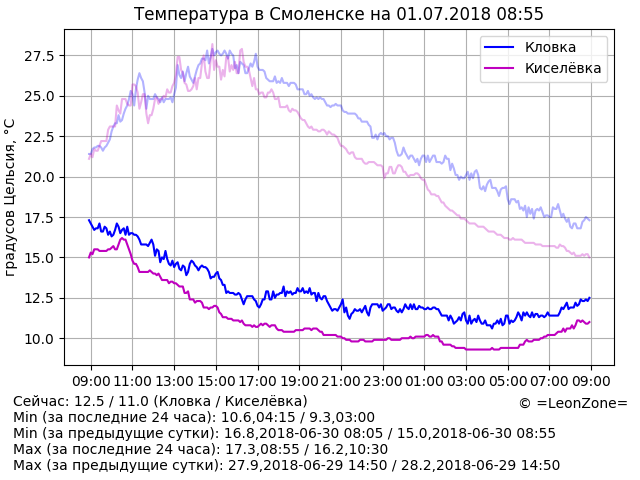 Температура в Смоленске на 01.07.2018 08:55
градусов Цельсия, °C
27.5
25.0
22.5
20.0
17.5
15.0
12.5
10.0
Кловка
Киселёвка
09:00 11:00 13:00 15:00 17:00 19:00 21:00 23:00 01:00 03:00 05:00 07:00 09:00
Сейчас: 12.5 / 11.0 (Кловка / Киселёвка)
© =LeonZone=
Min (за последние 24 часа): 10.6,04:15 / 9.3,03:00
Min (за предыдущие сутки): 16.8,2018-06-30 08:05 / 15.0,2018-06-30 08:55
Max (за последние 24 часа): 17.3,08:55 / 16.2,10:30
Max (за предыдущие сутки): 27.9,2018-06-29 14:50 / 28.2,2018-06-29 14:50